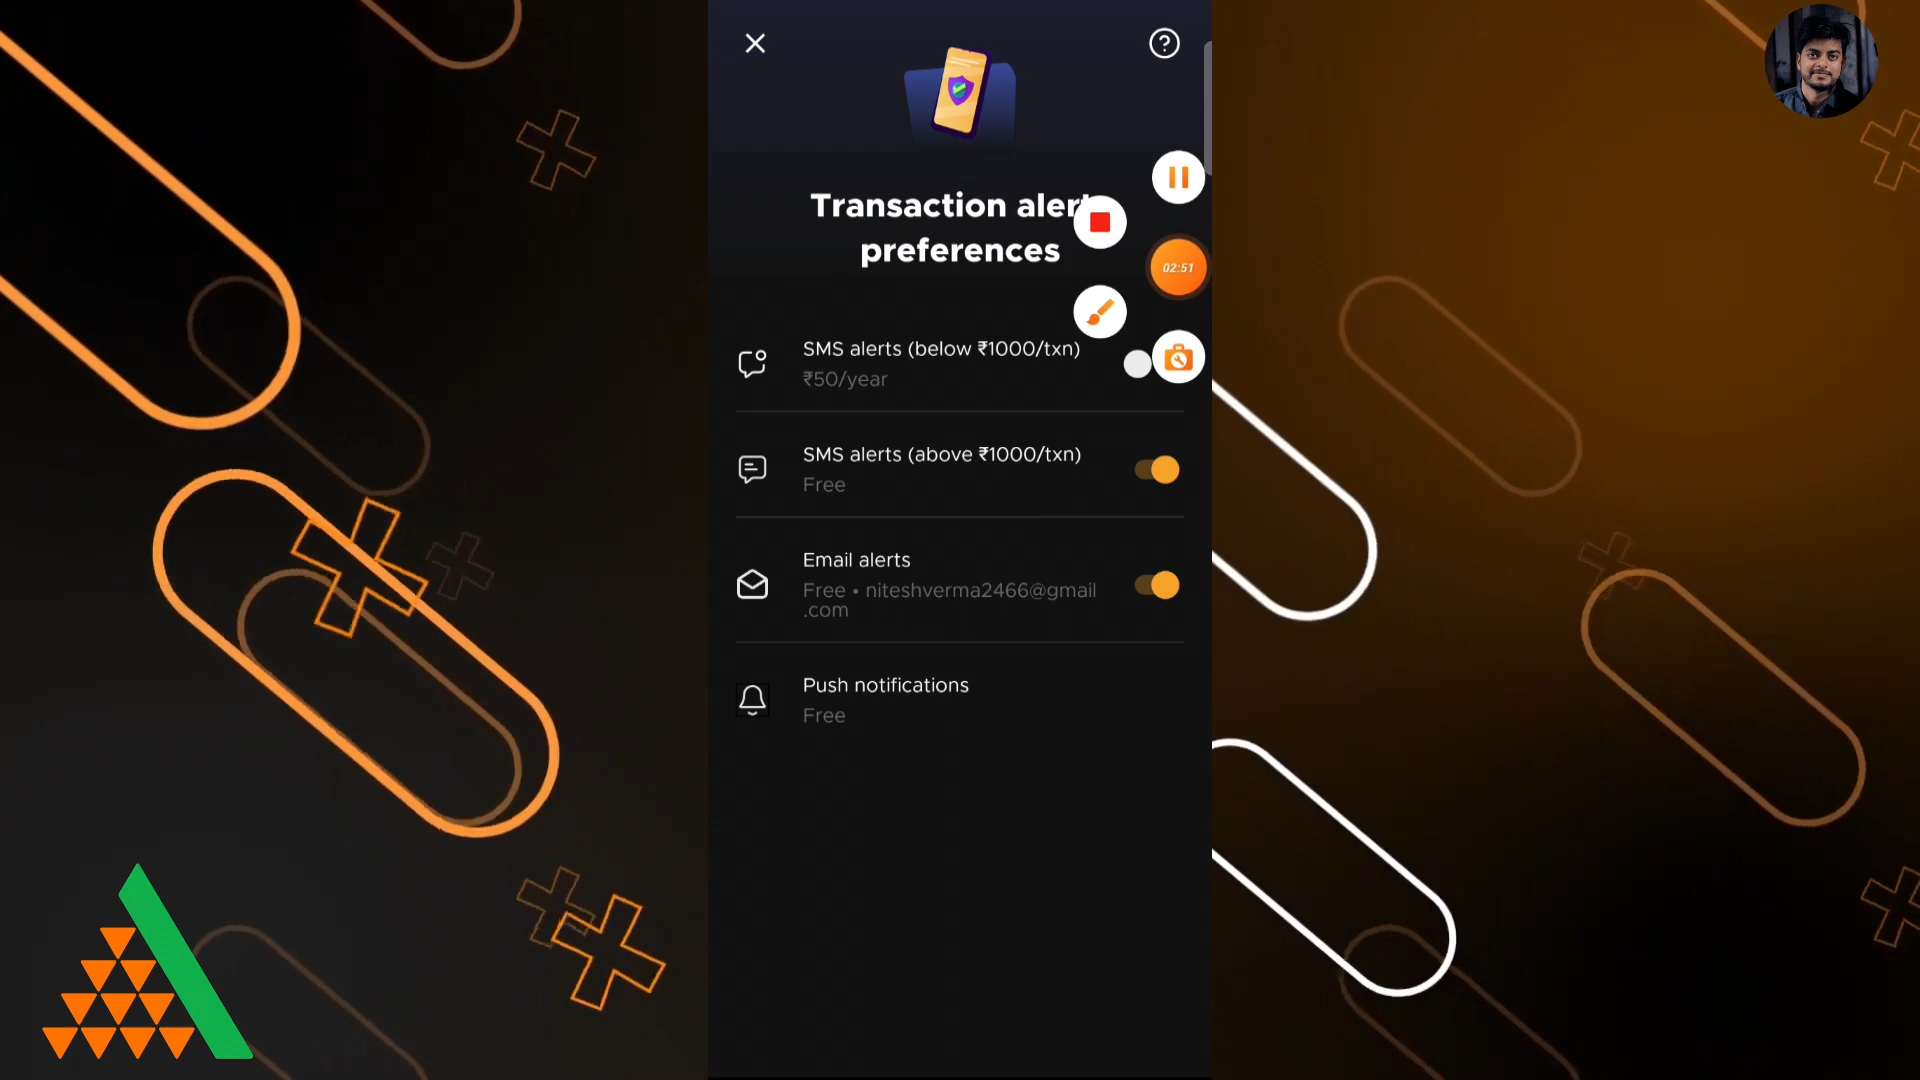 Transaction alert
preferences
02:51
SMS alerts (below ₹1000/txn)
₹50/year
SMS alerts (above ₹1000/txn)
Free
Email alerts
Free • niteshverma2466@gmail
.com
Push notifications
Free